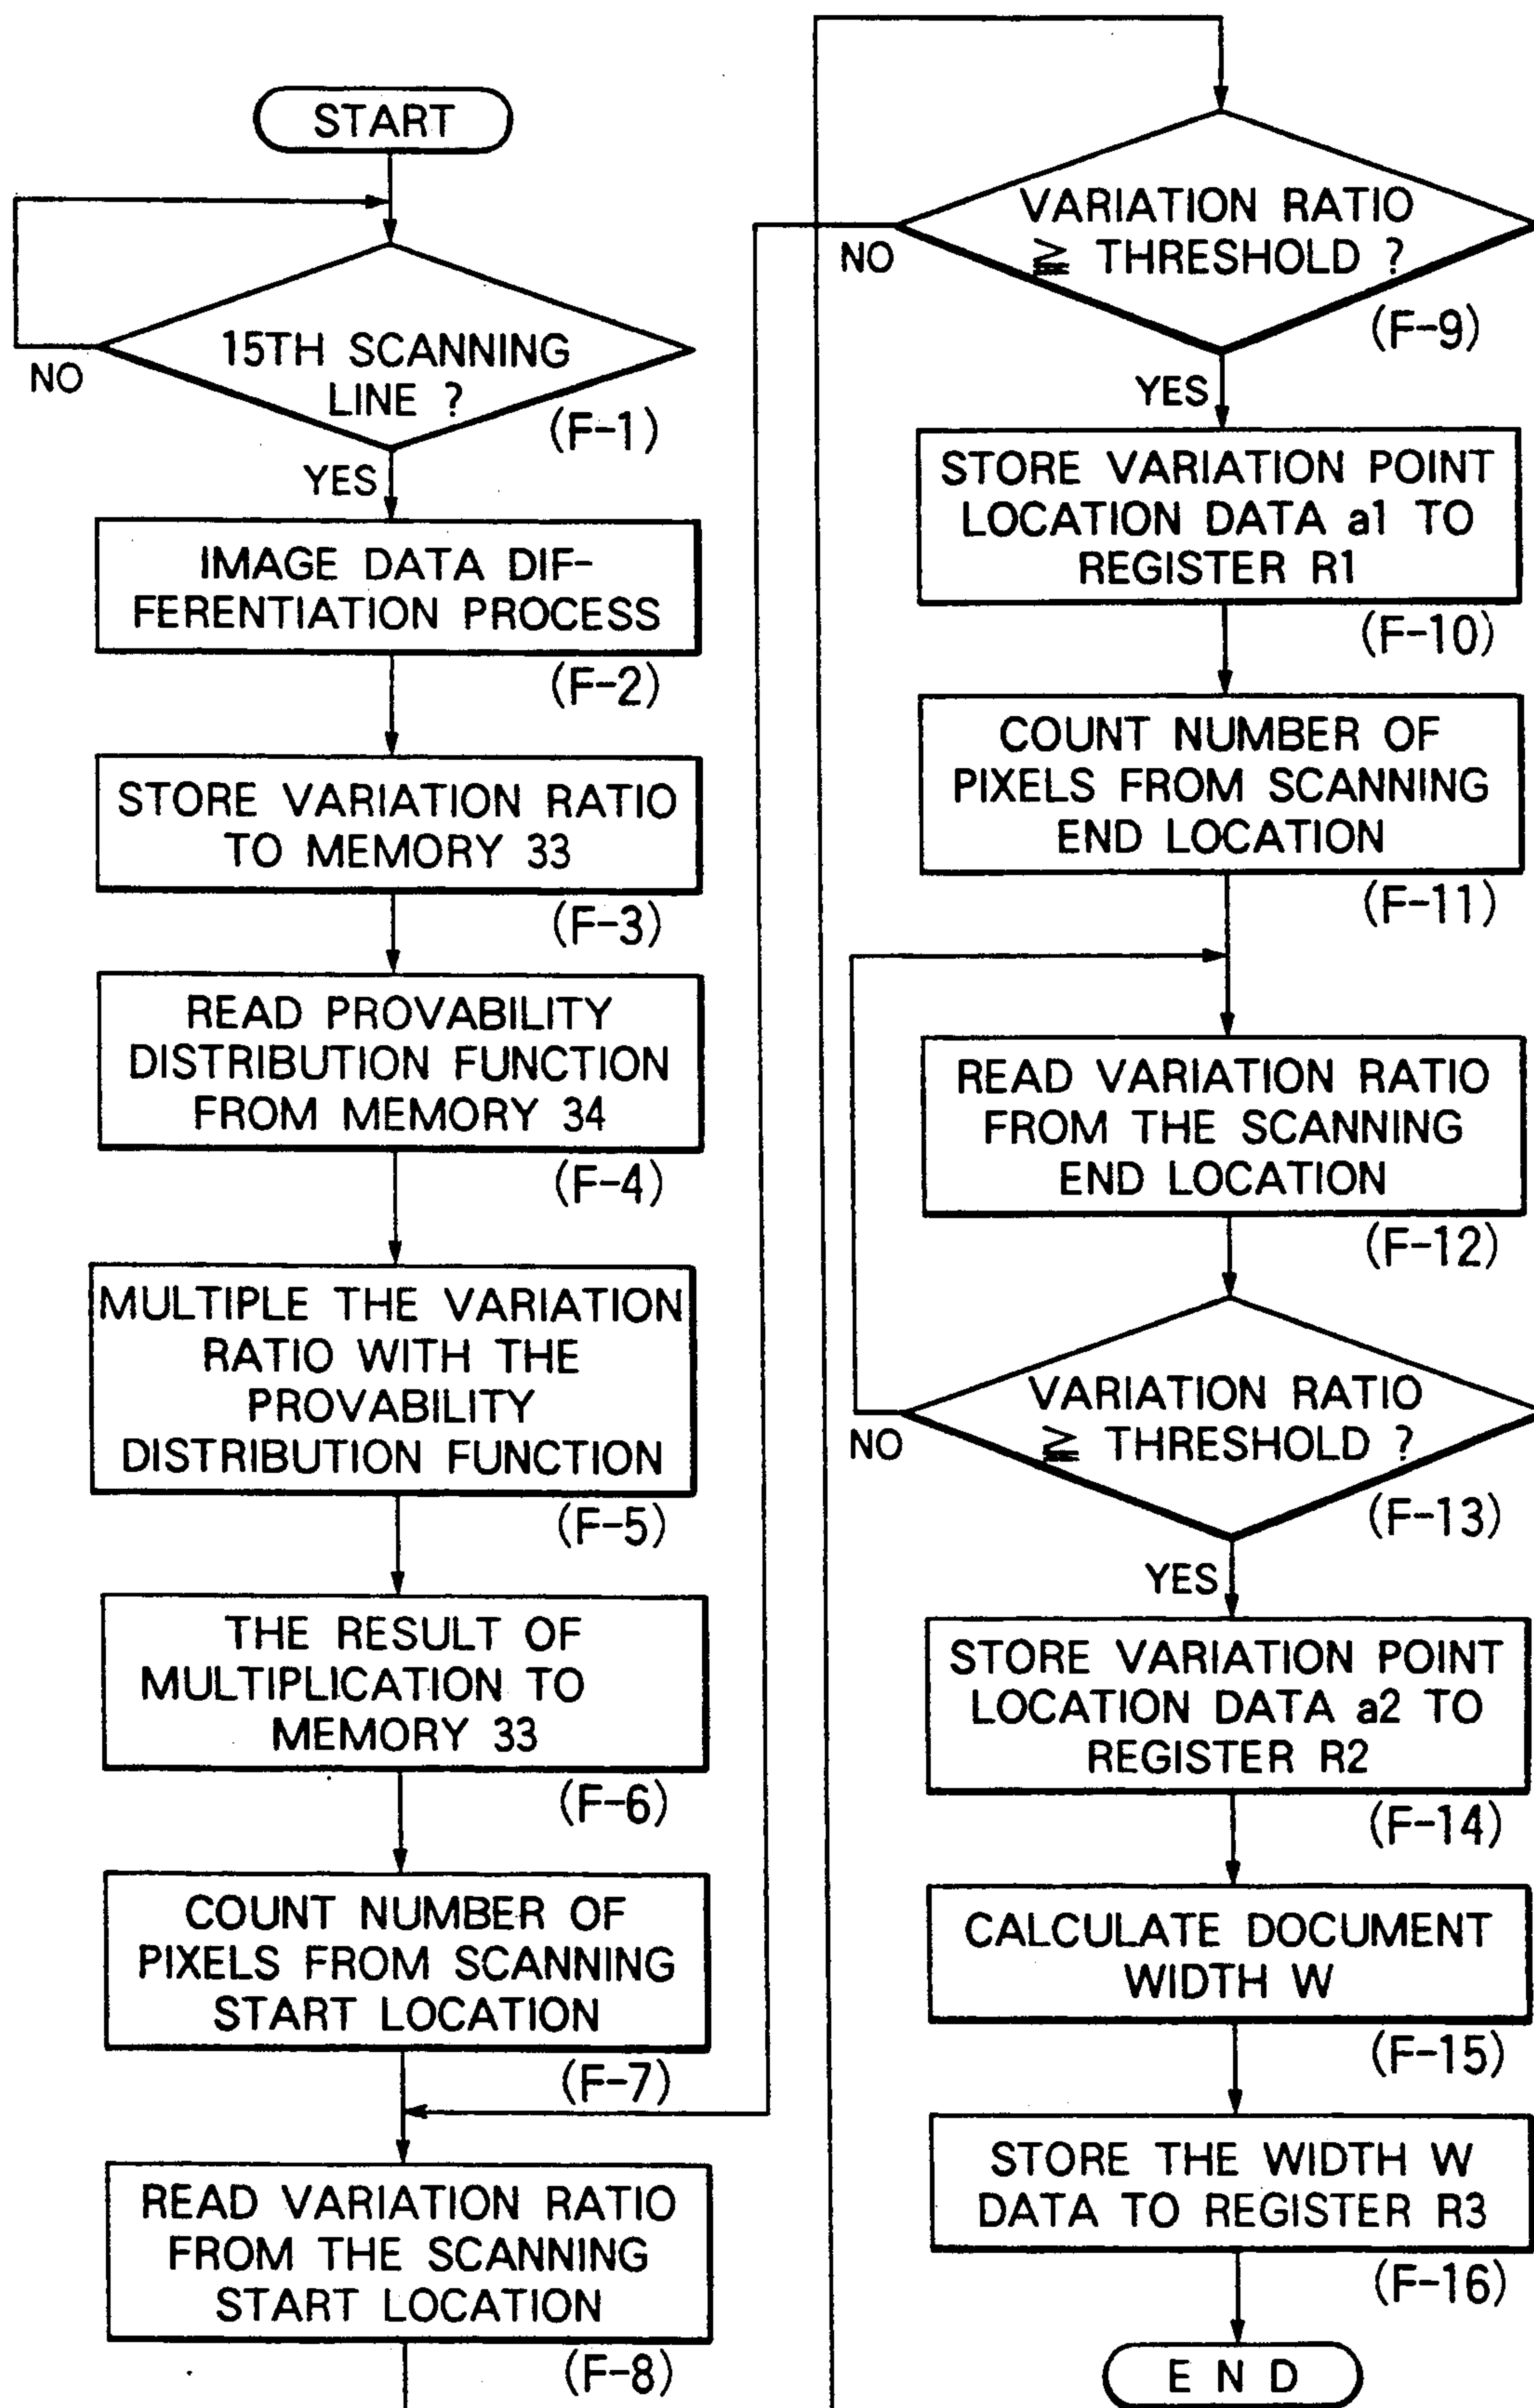 START
15TH SCANNING
LINE ?
NO
(F-1)
YES
IMAGE DATA DIF-
FERENTIATION PROCESS
(F-2)
STORE VARIATION RATIO
TO MEMORY 33
(F-3)
READ PROVABILITY
DISTRIBUTION FUNCTION
FROM MEMORY 34
(F-4)
MULTIPLE THE VARIATION
RATIO WITH THE
PROVABILITY
DISTRIBUTION FUNCTION
(F-5)
THE RESULT OF
MULTIPLICATION TO
MEMORY 33
(F-6)
COUNT NUMBER OF
PIXELS FROM SCANNING
START LOCATION
(F-7)
READ VARIATION RATIO
FROM THE SCANNING
START LOCATION
(F-8)
VARIATION RATIO
≧ THRESHOLD ?
NO
(F-9)
YES
STORE VARIATION POINT
LOCATION DATA a1 TO
REGISTER R1
(F-10)
COUNT NUMBER OF
PIXELS FROM SCANNING
END LOCATION
(F-11)
READ VARIATION RATIO
FROM THE SCANNING
END LOCATION
(F-12)
VARIATION RATIO
≧ THRESHOLD ?
NO
(F-13)
YES
STORE VARIATION POINT
LOCATION DATA a2 TO
REGISTER R2
(F-14)
CALCULATE DOCUMENT
WIDTH W
(F-15)
STORE THE WIDTH W
DATA TO REGISTER R3
(F-16)
E N D